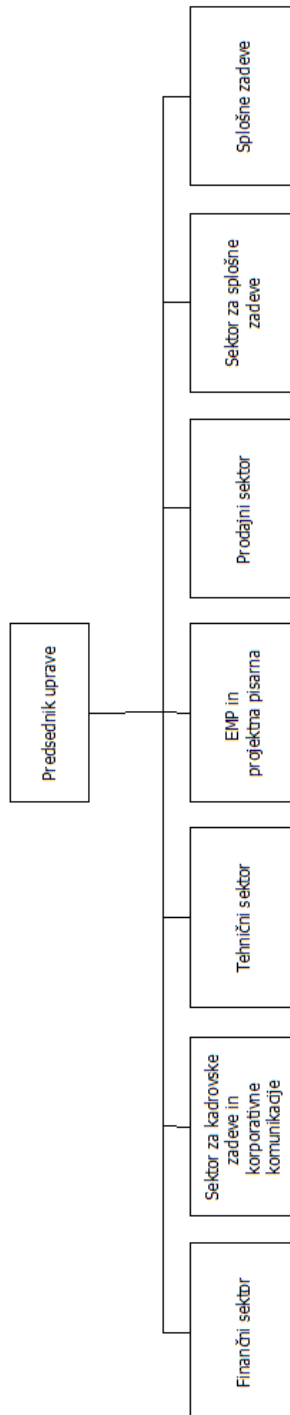 Predsednik uprave
Finančni sektor
Sektor za kadrovske
zadeve in
korporativne
komunikacije
Tehnični sektor
EMP in
projektna pisarna
Prodajni sektor
Sektor za splošne
zadeve
Splošne zadeve